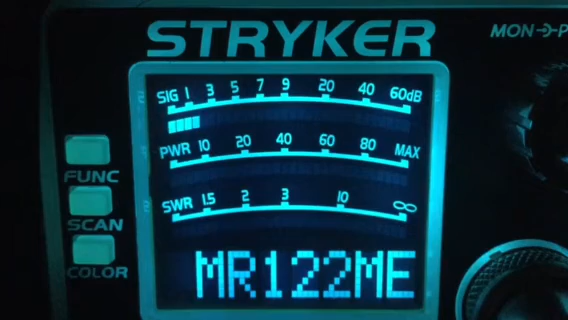 STRYKER
MON-P
SIG 1 3 5 7 9 20 40 60dB
PWR 10 20 40 60 80 MAX
SWR 1.5 2 3 10 ∞
FUNC
SCAN
COLOR
MR122ME